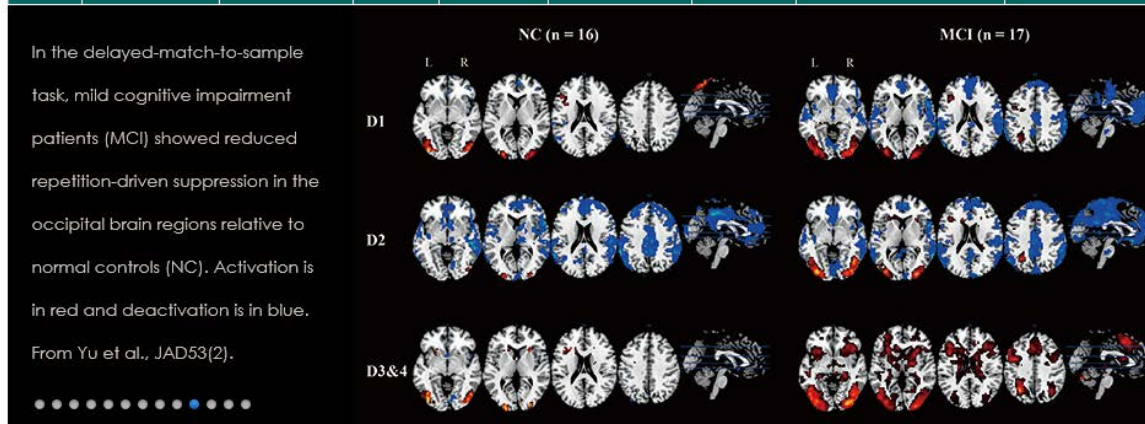 In the delayed-match-to-sample
task, mild cognitive impairment
patients (MCI) showed reduced
repetition-driven suppression in the
occipital brain regions relative to
normal controls (NC). Activation is
in red and deactivation is in blue.
From Yu et al., JAD53(2).
NC (n = 16)
MCI (n = 17)
L R
L R
D1
D2
D3&4